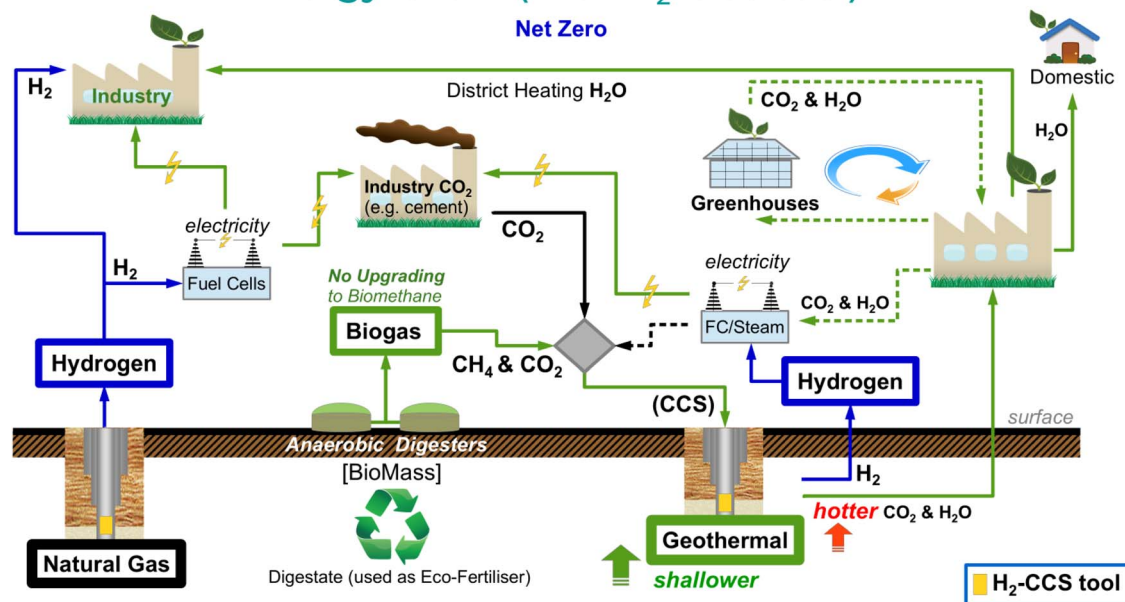 Net Zero
H₂
Industry
District Heating H₂O
CO₂ & H₂O
Domestic
H₂O
Industry CO₂
(e.g. cement)
Greenhouses
CO₂
electricity
Fuel Cells
H₂
No Upgrading
to Biomethane
Biogas
CH₄ & CO₂
electricity
FC/Steam
CO₂ & H₂O
Hydrogen
Hydrogen
(CCS)
surface
Anaerobic Digesters
[BioMass]
H₂
hotter CO₂ & H₂O
Natural Gas
Digestate (used as Eco-Fertiliser)
Geothermal
shallower
H₂-CCS tool